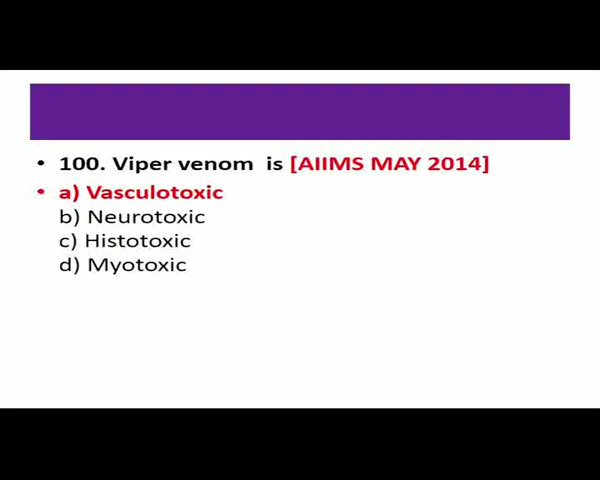 • 100. Viper venom is [AIIMS MAY 2014]
• a) Vasculotoxic
b) Neurotoxic
c) Histotoxic
d) Myotoxic